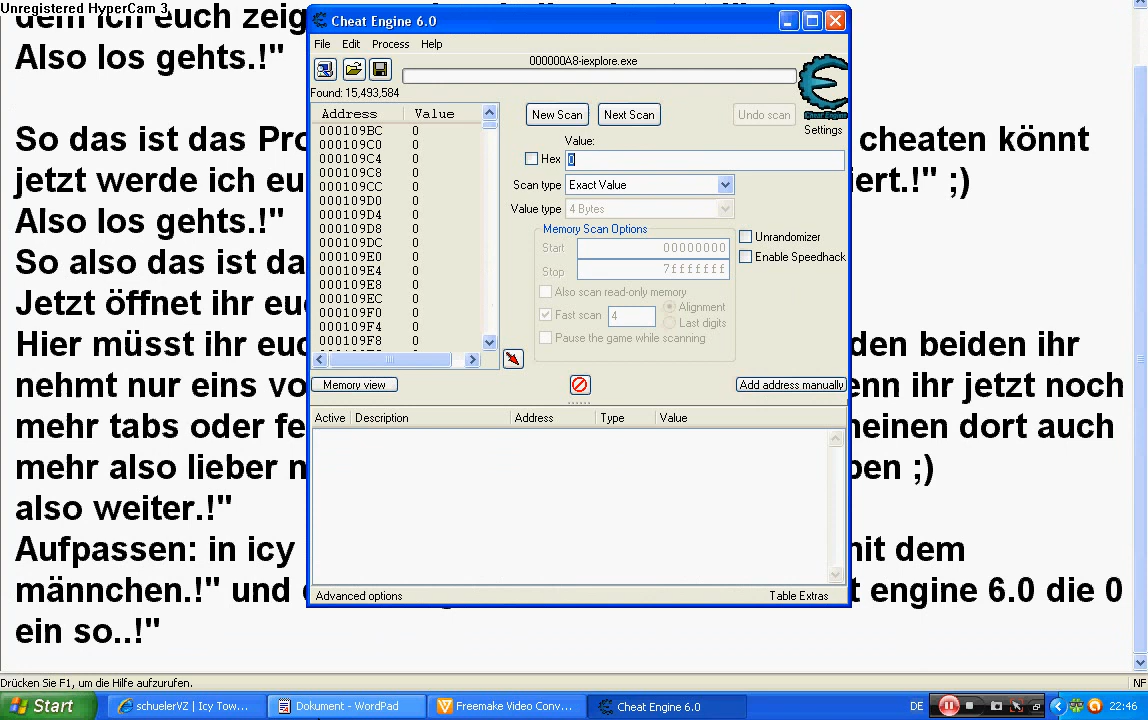 Unregistered HyperCam 3
dem ich euch zeig
Also los gehts.!"
So das ist das Pro
cheaten könnt
jetzt werde ich eu
iert.!" ;)
Also los gehts.!"
So also das ist da
Jetzt öffnet ihr eu
Hier müsst ihr euc
den beiden ihr
nehmt nur eins vo
enn ihr jetzt noch
mehr tabs oder fe
meinen dort auch
mehr also lieber n
ben ;)
also weiter.!"
Aufpassen: in icy
mit dem
männchen.!" und
t engine 6.0 die 0
ein so..!"
Cheat Engine 6.0
File Edit Process Help
000000A8-iexplore.exe
Found: 15,493,584
Address Value
000109BC 0
000109C0 0
000109C4 0
000109C8 0
000109CC 0
000109D0 0
000109D4 0
000109D8 0
000109DC 0
000109E0 0
000109E4 0
000109E8 0
000109EC 0
000109F0 0
000109F4 0
000109F8 0
New Scan Next Scan Undo scan
Cheat Engine
Settings
Value:
Hex 0
Scan type Exact Value
Value type 4 Bytes
Memory Scan Options
Start 00000000
Stop 7fffffff
Also scan read-only memory
Fast scan 4 Alignment
Last digits
Pause the game while scanning
Unrandomizer
Enable Speedhack
Memory view Add address manually
Active Description Address Type Value
Advanced options Table Extras
Drücken Sie F1, um die Hilfe aufzurufen. NF
Start schuelerVZ | Icy Tow... Dokument - WordPad Freemake Video Conv... Cheat Engine 6.0 DE 22:46